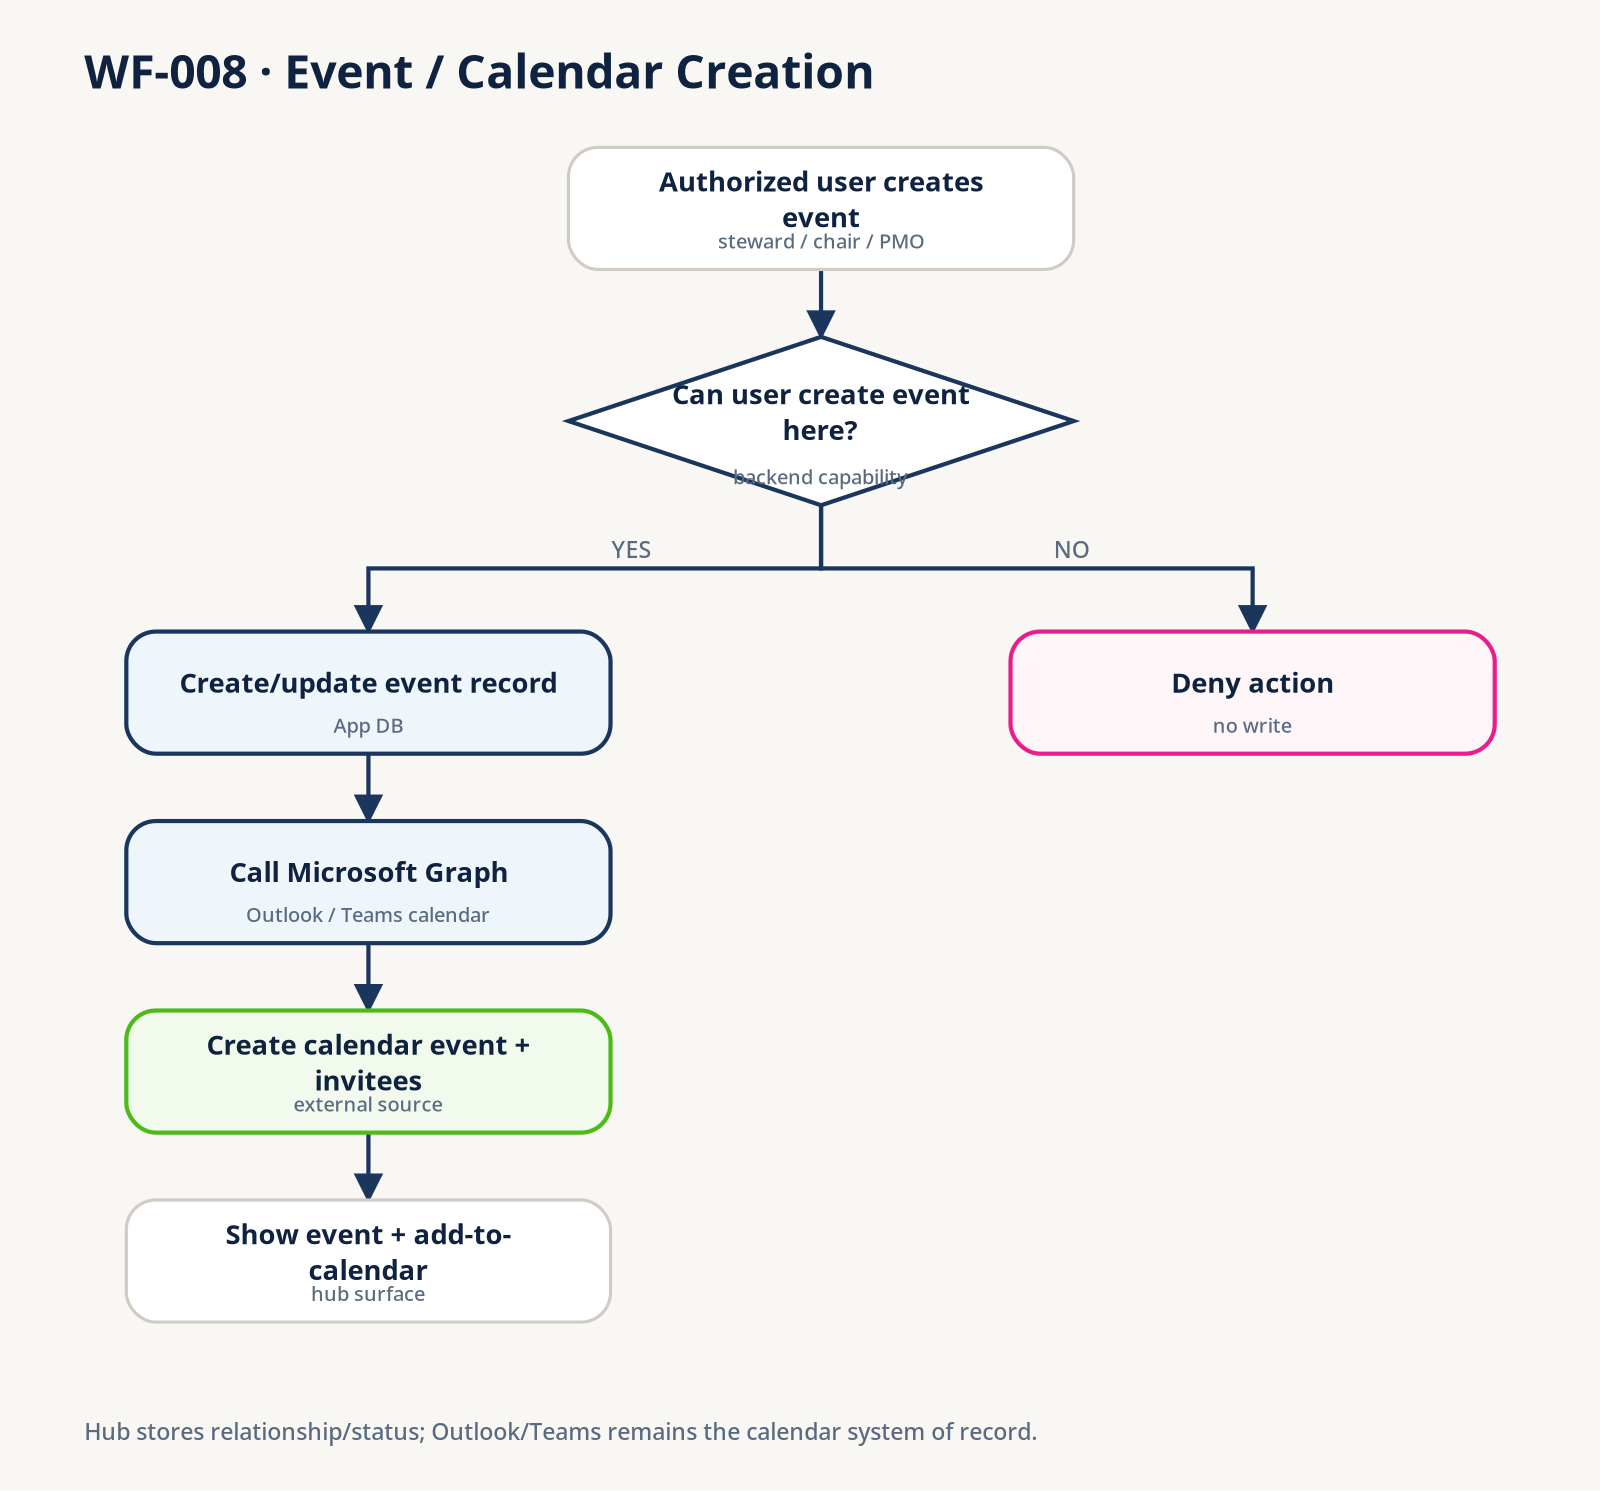 WF-008 · Event / Calendar Creation
Authorized user creates
event
steward / chair / PMO
Can user create event
here?
backend capability
YES
NO
Create/update event record
App DB
Deny action
no write
Call Microsoft Graph
Outlook / Teams calendar
Create calendar event +
invitees
external source
Show event + add-to-
calendar
hub surface
Hub stores relationship/status; Outlook/Teams remains the calendar system of record.